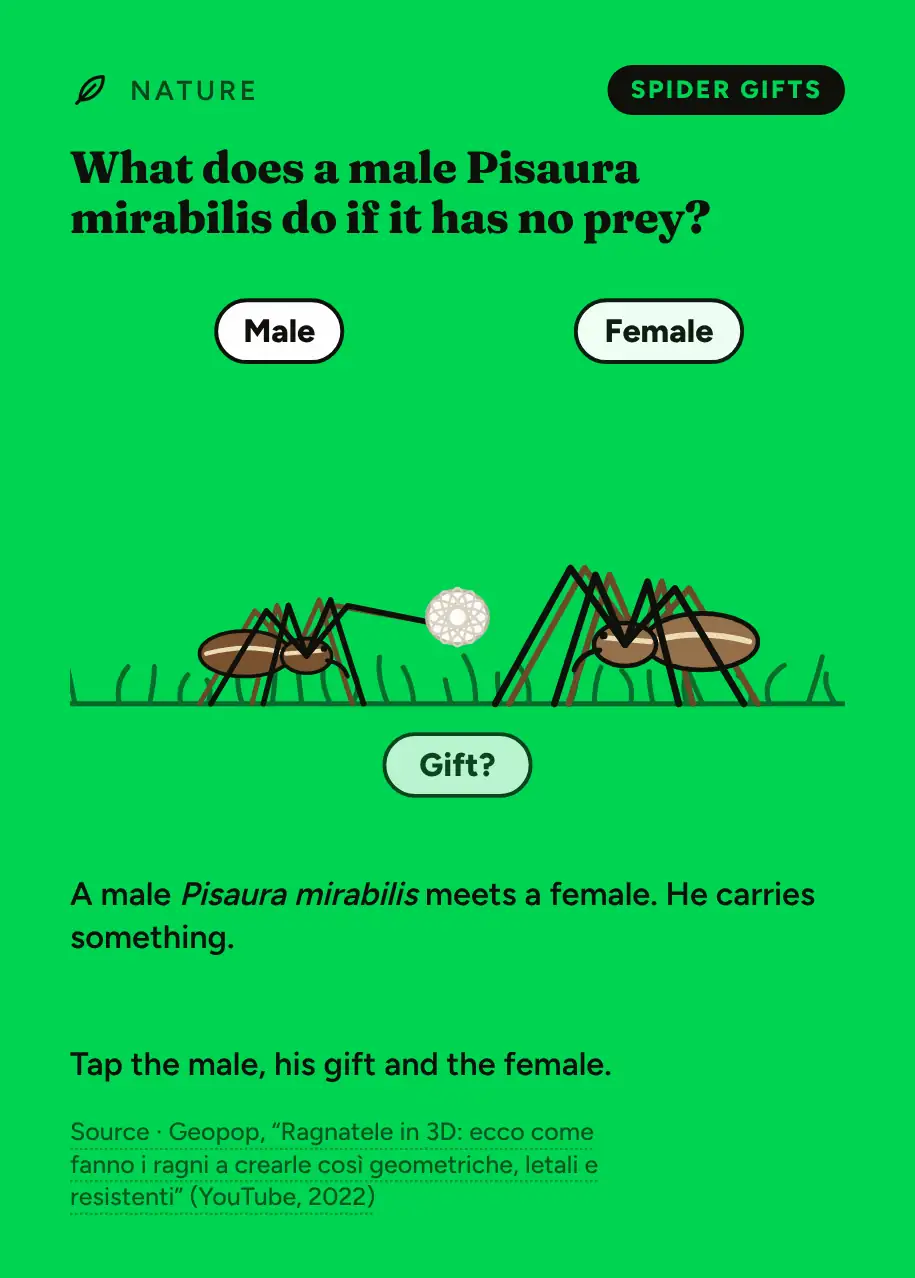 NATURE
SPIDER GIFTS
What does a male Pisaura
mirabilis do if it has no prey?
Male
Female
Gift?
A male Pisaura mirabilis meets a female. He carries
something.
Tap the male, his gift and the female.
Source · Geopop, “Ragnatele in 3D: ecco come
fanno i ragni a crearle così geometriche, letali e
resistenti” (YouTube, 2022)